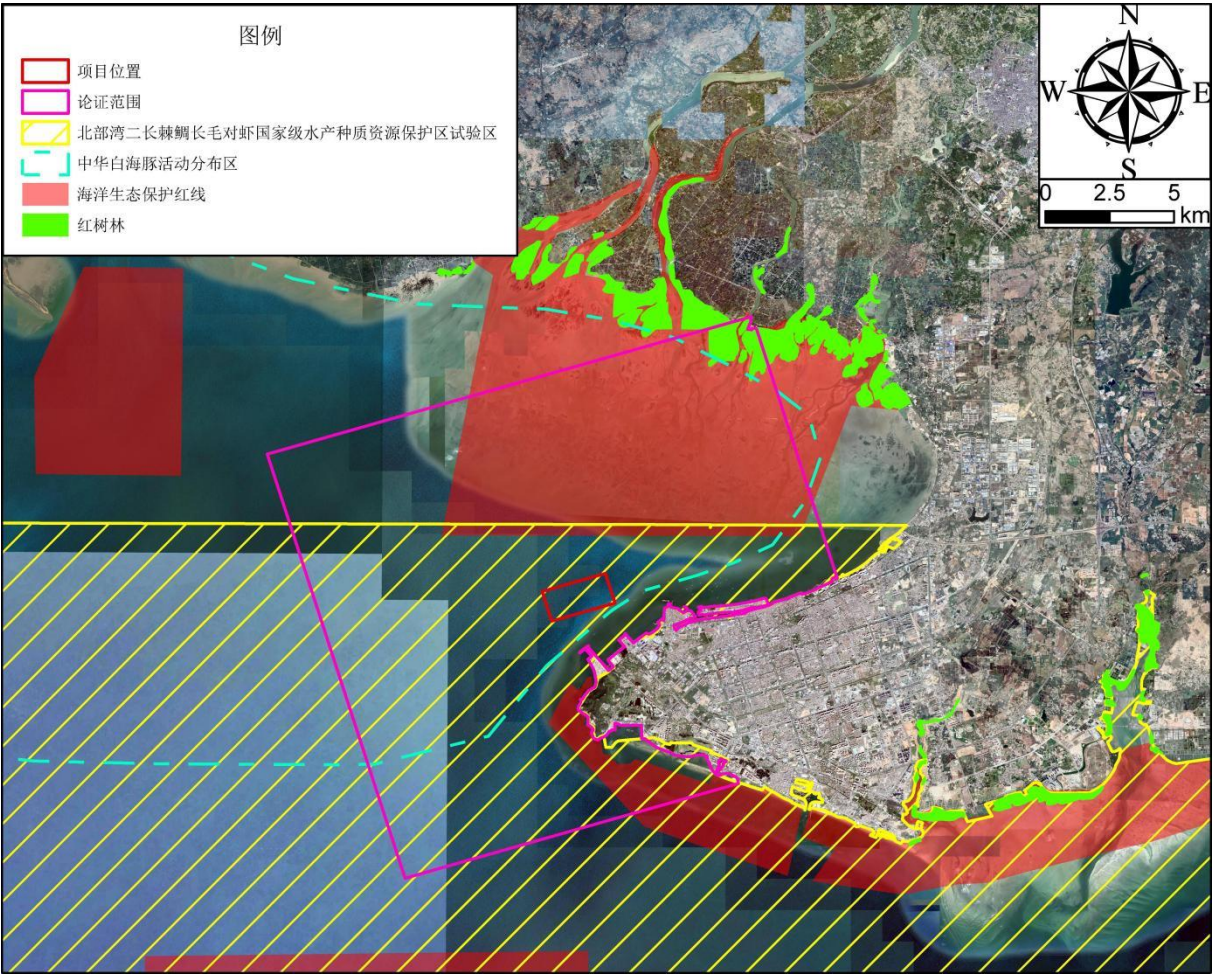 图例
项目位置
论证范围
北部湾二长棘鲷长毛对虾国家级水产种质资源保护区试验区
中华白海豚活动分布区
海洋生态保护红线
红树林
N
W
E
S
0 2.5 5
km